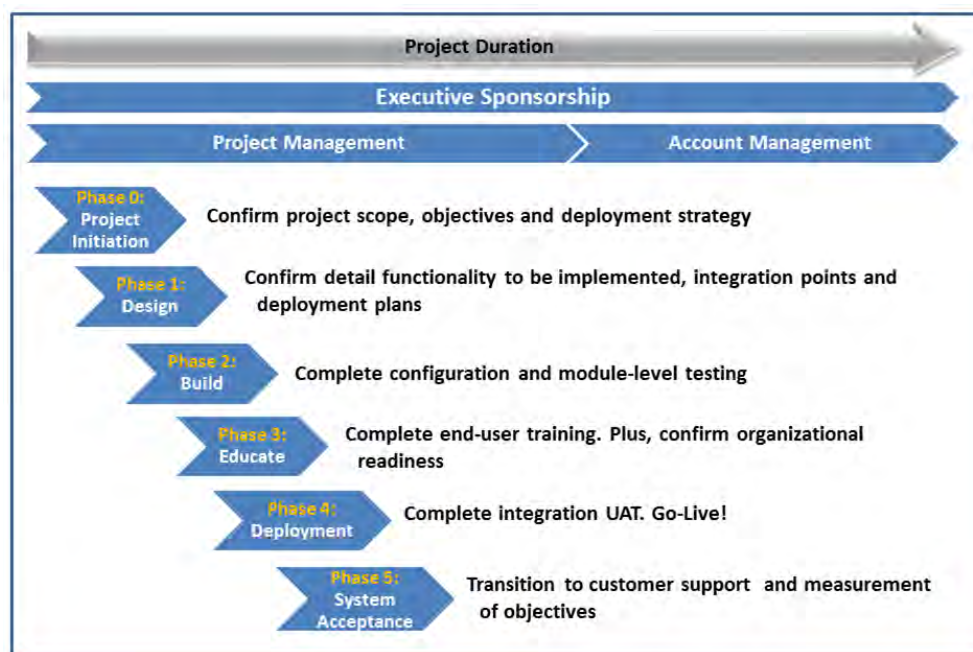 Project Duration
Executive Sponsorship
Project Management
Account Management
Phase 0:
Project
Initiation
Confirm project scope, objectives and deployment strategy
Phase 1:
Design
Confirm detail functionality to be implemented, integration points and
deployment plans
Phase 2:
Build
Complete configuration and module-level testing
Phase 3:
Educate
Complete end-user training. Plus, confirm organizational
readiness
Phase 4:
Deployment
Complete integration UAT. Go-Live!
Phase 5:
System
Acceptance
Transition to customer support and measurement
of objectives